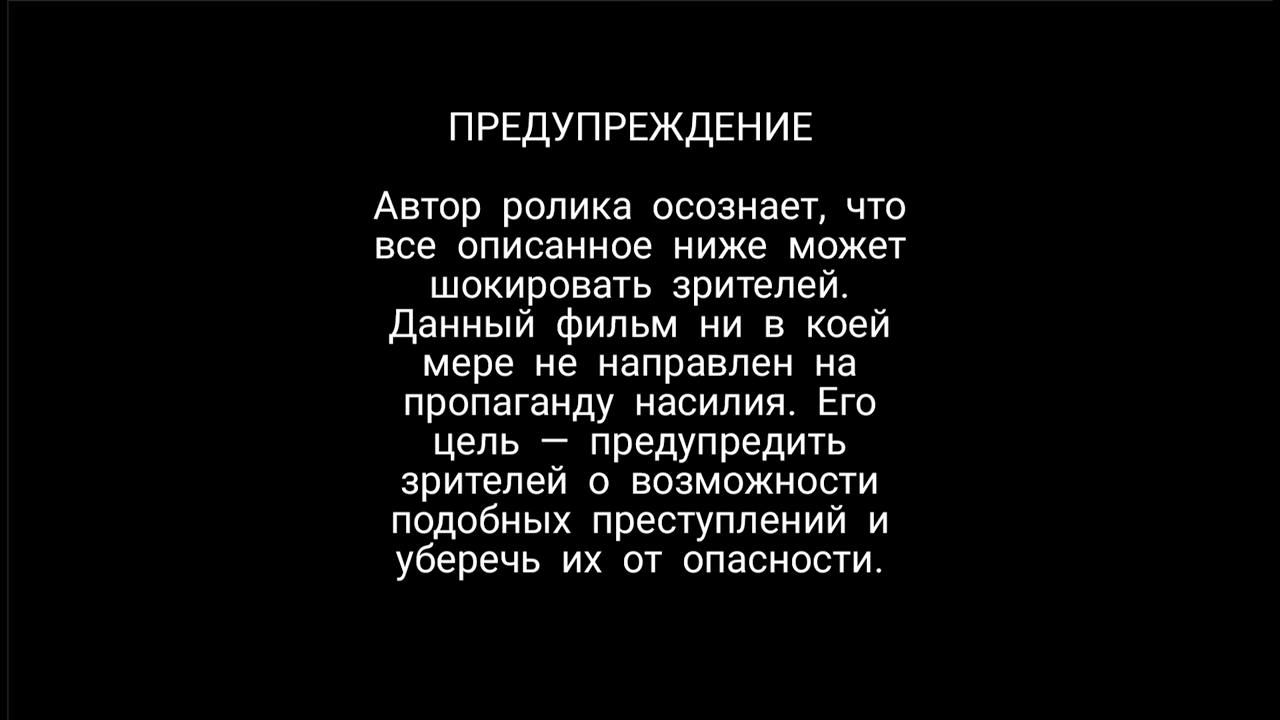 ПРЕДУПРЕЖДЕНИЕ
Автор ролика осознает, что
все описанное ниже может
шокировать зрителей.
Данный фильм ни в коей
мере не направлен на
пропаганду насилия. Его
цель — предупредить
зрителей о возможности
подобных преступлений и
уберечь их от опасности.